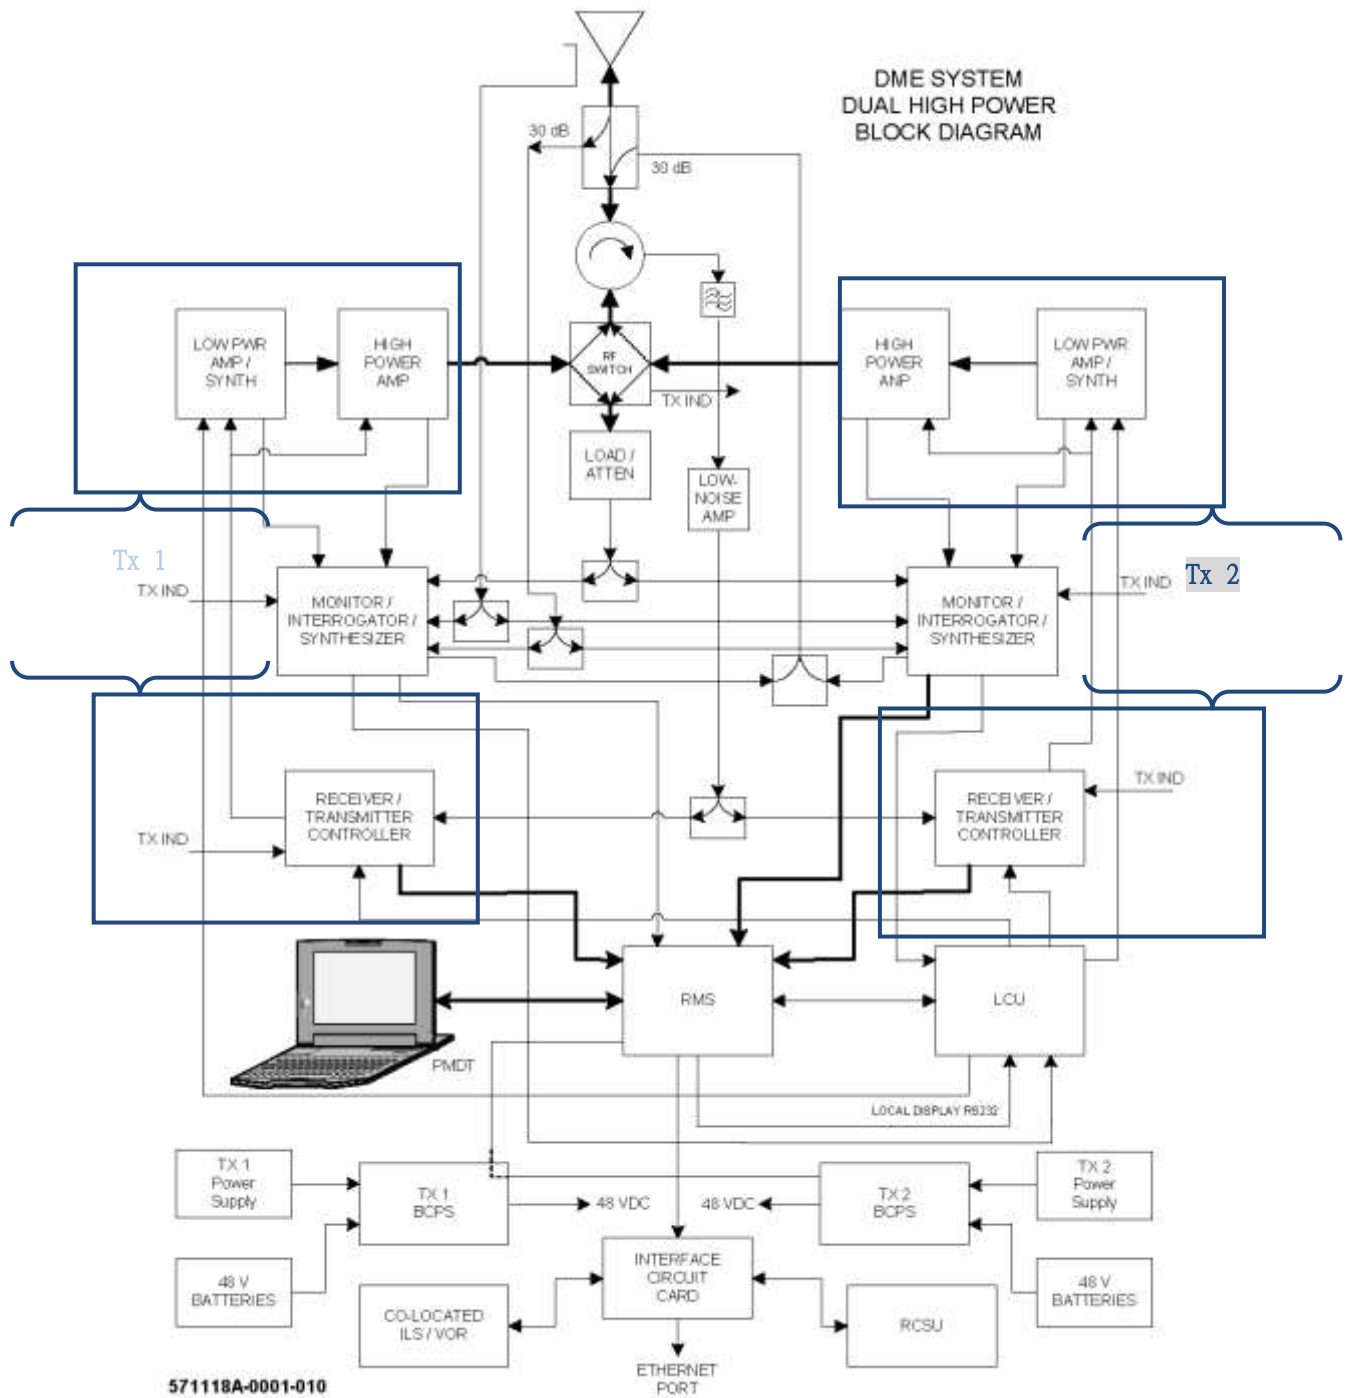 DME SYSTEM
DUAL HIGH POWER
BLOCK DIAGRAM
30 dB
30 dB
LOW PWR
AMP /
SYNTH
HIGH
POWER
AMP
RF
SWITCH
TX IND
HIGH
POWER
ANP
LOW PWR
AMP /
SYNTH
LOAD /
ATTEN
LOW-
NOISE
AMP
Tx 1
TX IND
MONITOR /
INTERROGATOR /
SYNTHESIZER
MONITOR /
INTERROGATOR /
SYNTHESIZER
TX IND
Tx 2
RECEIVER /
TRANSMITTER
CONTROLLER
TX IND
RECEIVER /
TRANSMITTER
CONTROLLER
TX IND
RMS
LCU
PMDT
LOCAL DISPLAY RS232
TX 1
Power
Supply
TX 1
BCPS
48 VDC
48 VDC
TX 2
BCPS
TX 2
Power
Supply
48 V
BATTERIES
INTERFACE
CIRCUIT
CARD
48 V
BATTERIES
CO-LOCATED
ILS / VOR
RCSU
ETHERNET
PORT
571118A-0001-010